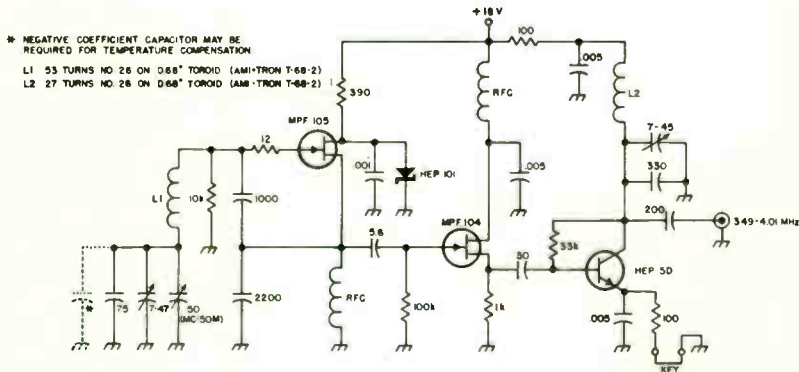 +18V
* NEGATIVE COEFFICIENT CAPACITOR MAY BE
REQUIRED FOR TEMPERATURE COMPENSATION
L1 53 TURNS NO. 26 ON 0.68" TOROID (AMI-TRON T-68-2)
L2 27 TURNS NO. 26 ON 0.68" TOROID (AMI-TRON T-68-2)
100
.005
390
RFC
L2
MPF 105
12
7-45
.001
HEP 101
.005
330
L1
10k
1000
200
3.49-4.01 MHz
MPF 104
5.6
33k
50
HEP 50
*
75
7-47
50
(MC-50M)
2200
RFC
100k
1k
.005
100
KEY